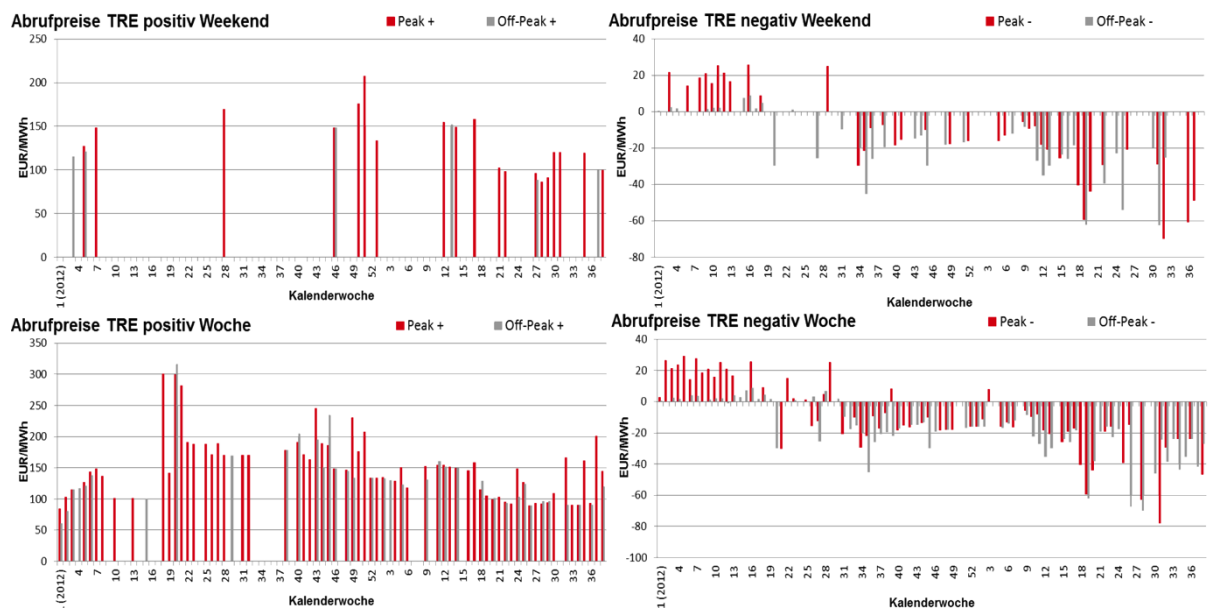 Abrufpreise TRE positiv Weekend
Peak + Off-Peak +
250
200
150
100
50
0
EUR/MWh
1 (2012) 4 7 10 13 16 19 22 25 28 31 34 37 40 43 46 49 52 3 6 9 12 15 18 21 24 27 30 33 36
Kalenderwoche
Abrufpreise TRE negativ Weekend
Peak - Off-Peak -
40
20
0
-20
-40
-60
-80
EUR/MWh
1 (2012) 4 7 10 13 16 19 22 25 28 31 34 37 40 43 46 49 52 3 6 9 12 15 18 21 24 27 30 33 36
Kalenderwoche
Abrufpreise TRE positiv Woche
Peak + Off-Peak +
350
300
250
200
150
100
50
0
EUR/MWh
. (2012) 4 7 10 13 16 19 22 25 28 31 34 37 40 43 46 49 52 3 6 9 12 15 18 21 24 27 30 33 36
Kalenderwoche
Abrufpreise TRE negativ Woche
Peak - Off-Peak -
40
20
0
-20
-40
-60
-80
-100
EUR/MWh
1 (2012) 4 7 10 13 16 19 22 25 28 31 34 37 40 43 46 49 52 3 6 9 12 15 18 21 24 27 30 33 36
Kalenderwoche